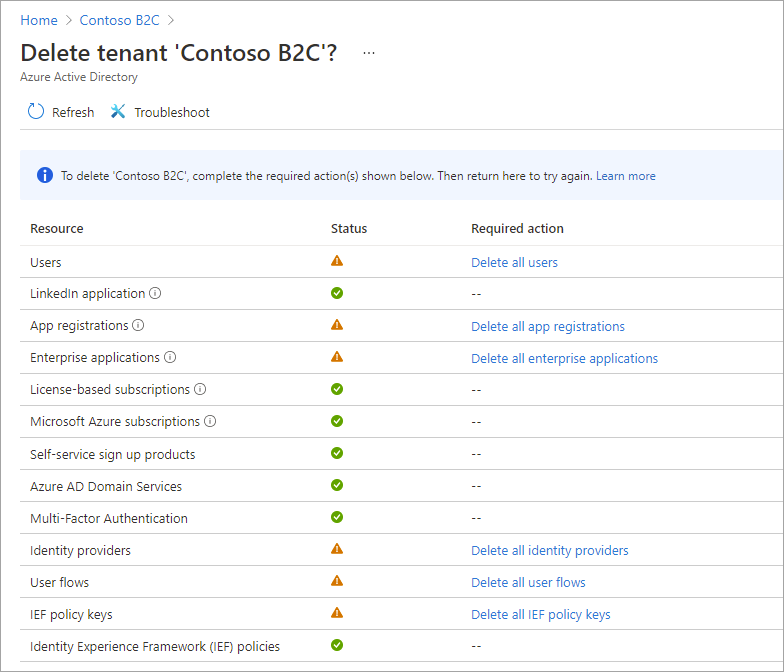 Home > Contoso B2C >
Delete tenant 'Contoso B2C'? ...
Azure Active Directory
Refresh Troubleshoot
To delete 'Contoso B2C', complete the required action(s) shown below. Then return here to try again. Learn more
Resource Status Required action
Users Delete all users
LinkedIn application --
App registrations Delete all app registrations
Enterprise applications Delete all enterprise applications
License-based subscriptions --
Microsoft Azure subscriptions --
Self-service sign up products --
Azure AD Domain Services --
Multi-Factor Authentication --
Identity providers Delete all identity providers
User flows Delete all user flows
IEF policy keys Delete all IEF policy keys
Identity Experience Framework (IEF) policies --